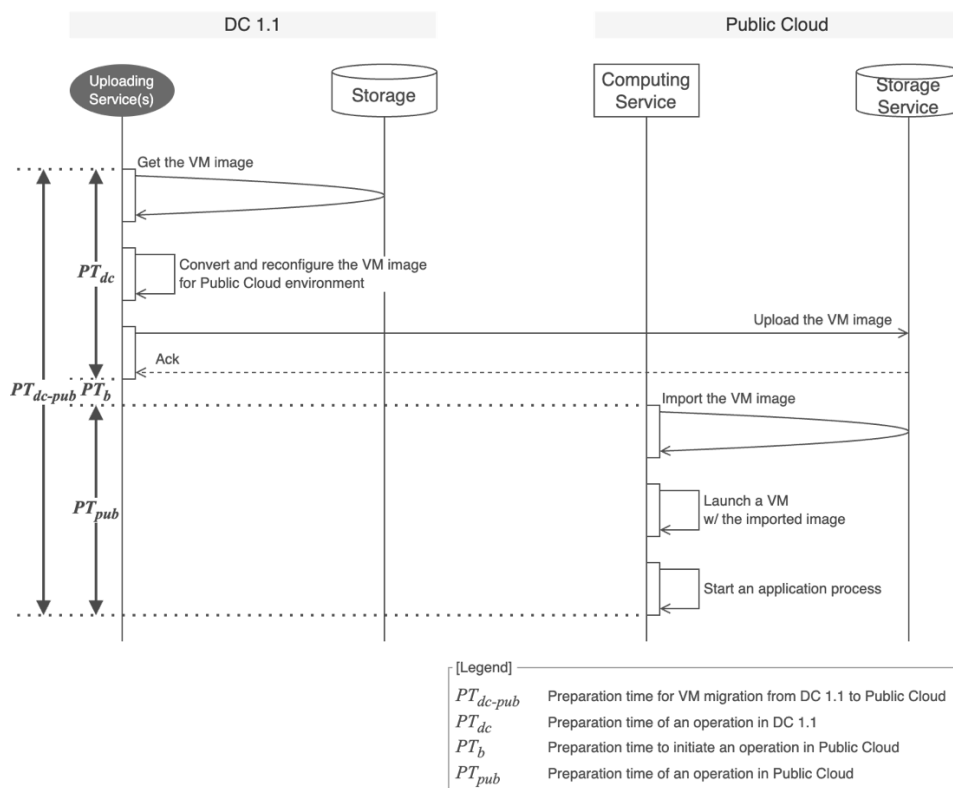 DC 1.1
Public Cloud
Uploading
Service(s)
Storage
Computing
Service
Storage
Service
Get the VM image
PT_dc
Convert and reconfigure the VM image
for Public Cloud environment
Upload the VM image
Ack
PT_dc-pub
PT_b
Import the VM image
PT_pub
Launch a VM
w/ the imported image
Start an application process
[Legend]
PT_dc-pub Preparation time for VM migration from DC 1.1 to Public Cloud
PT_dc Preparation time of an operation in DC 1.1
PT_b Preparation time to initiate an operation in Public Cloud
PT_pub Preparation time of an operation in Public Cloud